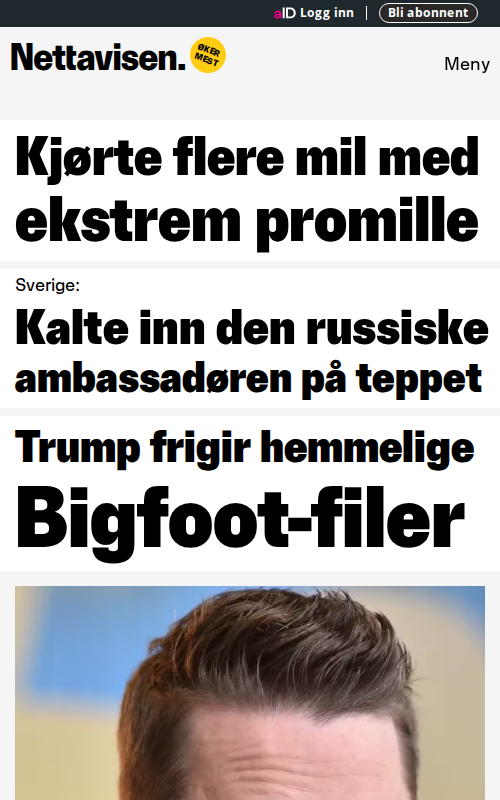 aID Logg inn
Bli abonnent
Nettavisen.
ØKER
MEST
Meny
Kjørte flere mil med
ekstrem promille
Sverige:
Kalte inn den russiske
ambassadøren på teppet
Trump frigir hemmelige
Bigfoot-filer